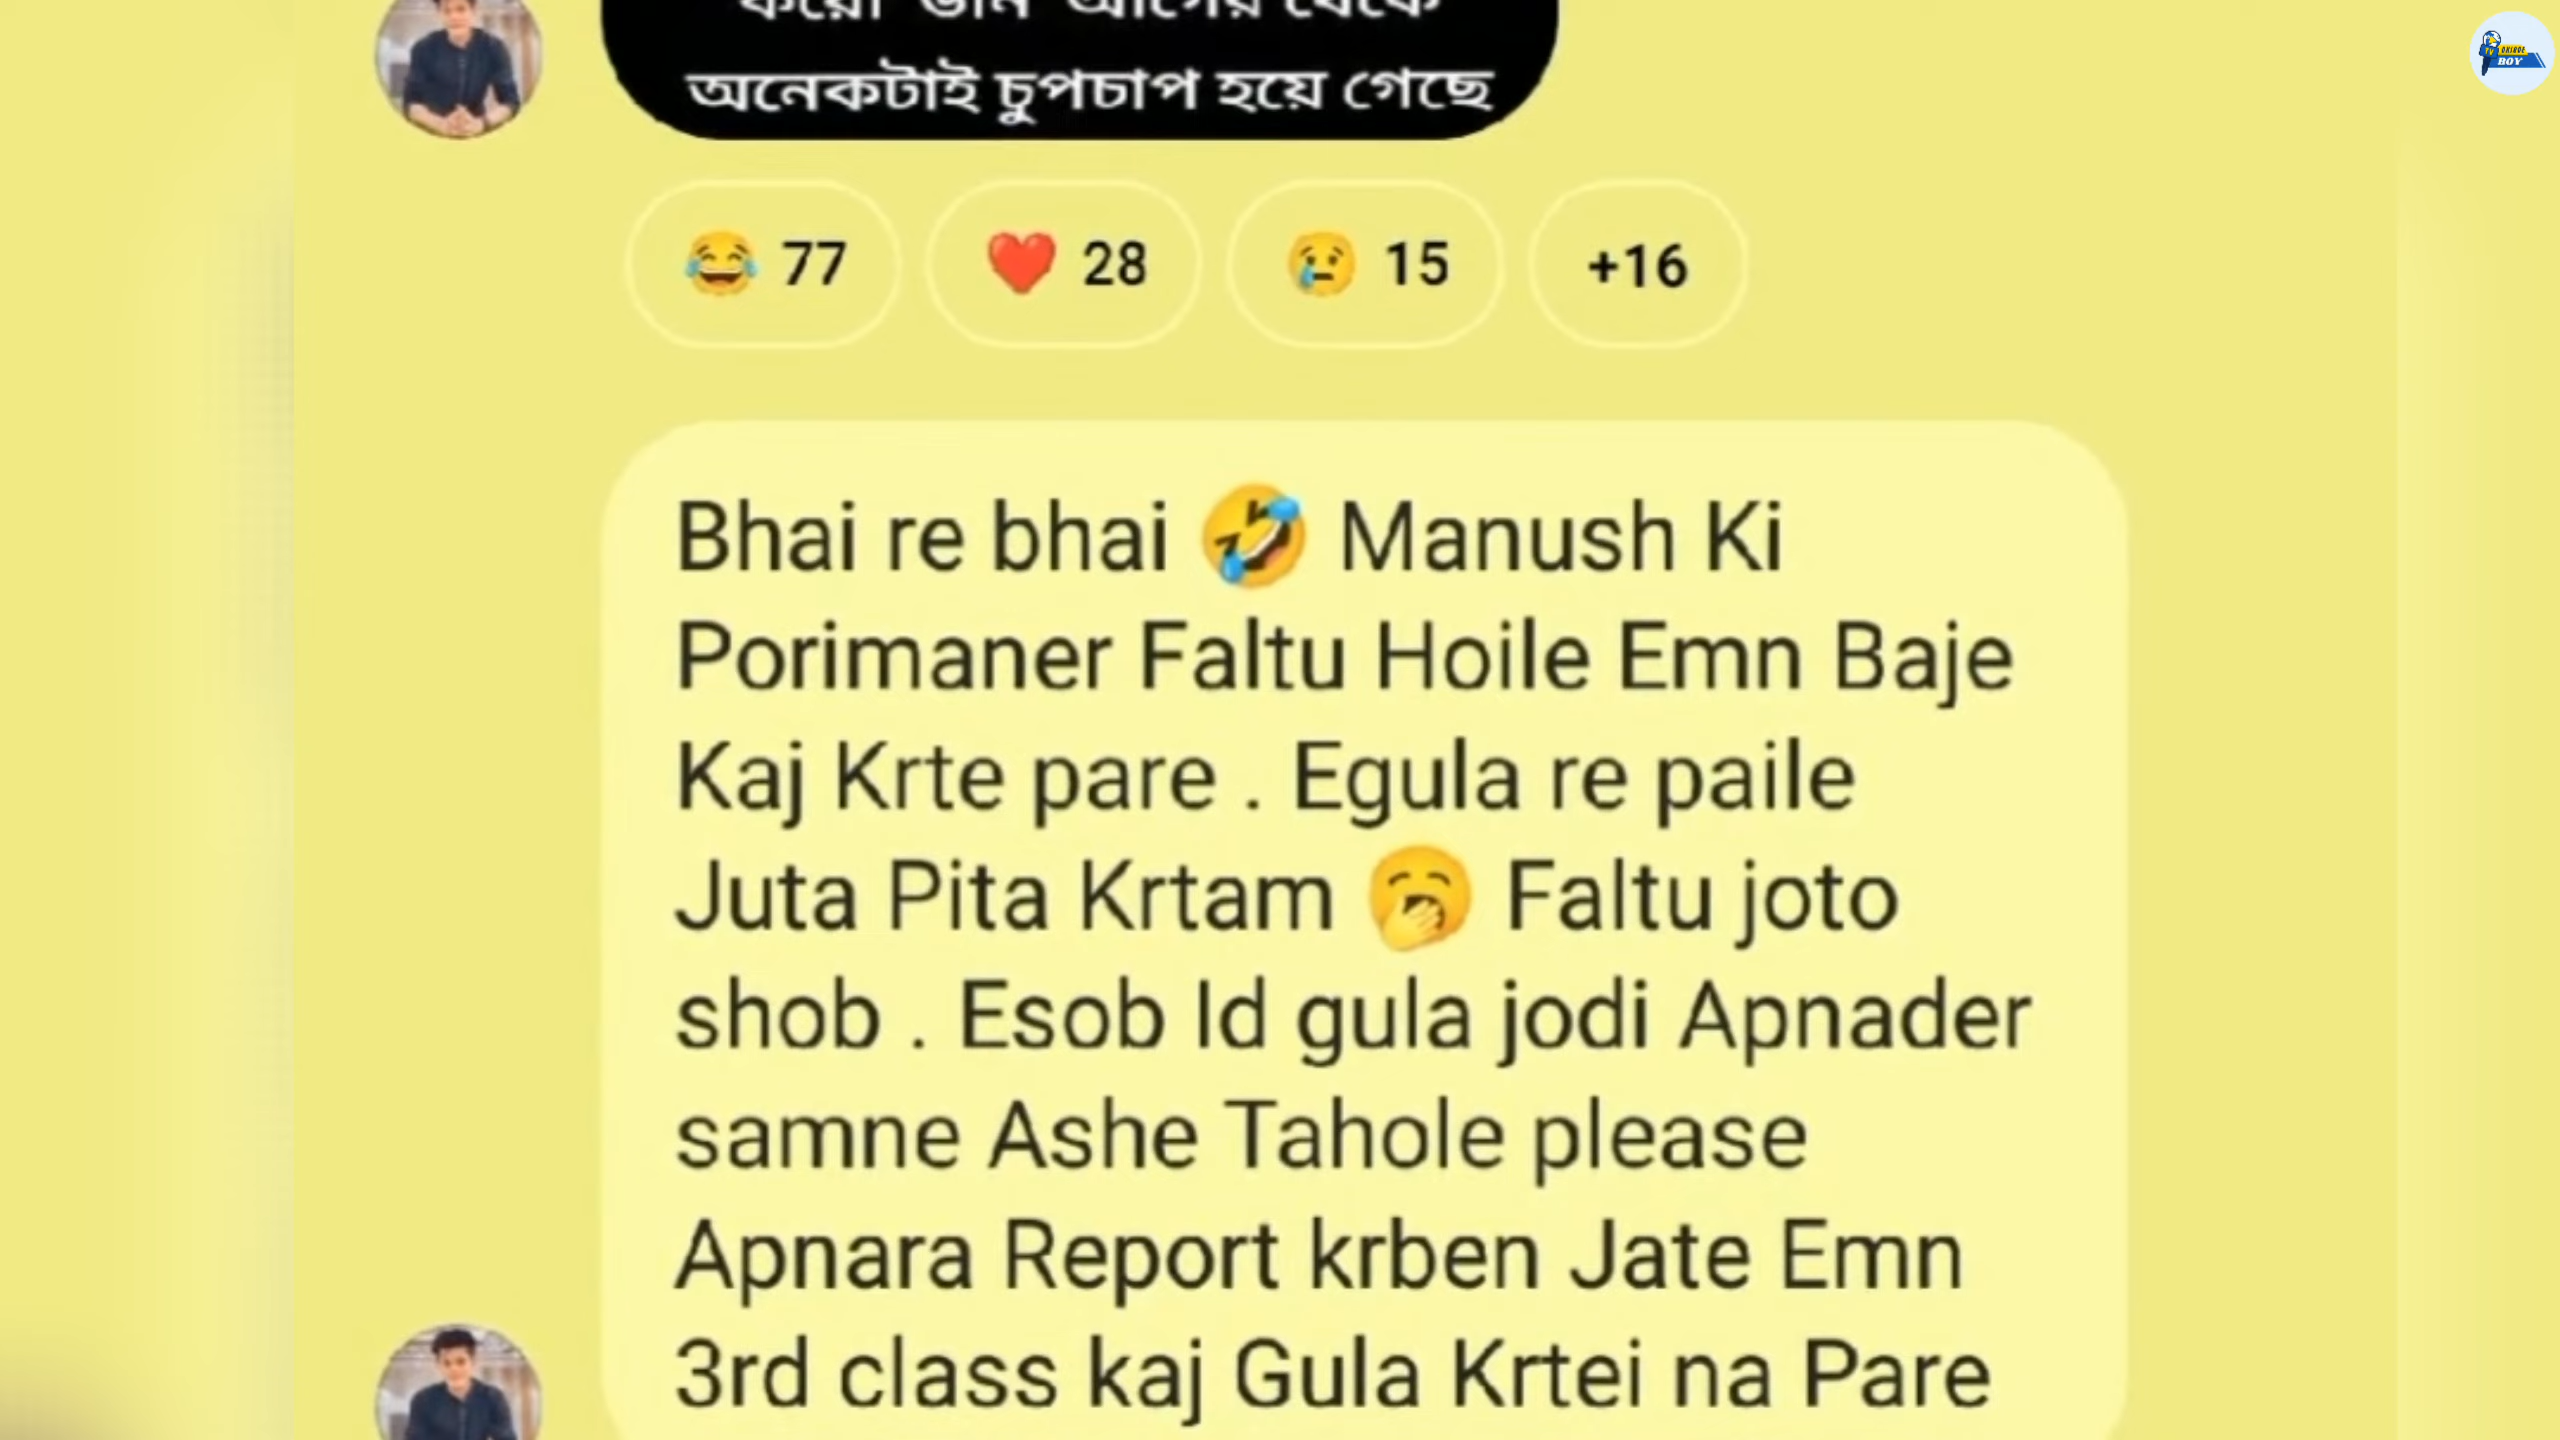 অনেকটাই চুপচাপ হয়ে গেছে
😂 77 ❤️ 28 😢 15 +16
Bhai re bhai 🤣 Manush Ki
Porimaner Faltu Hoile Emn Baje
Kaj Krte pare . Egula re paile
Juta Pita Krtam 🥱 Faltu joto
shob . Esob Id gula jodi Apnader
samne Ashe Tahole please
Apnara Report krben Jate Emn
3rd class kaj Gula Krtei na Pare
TV
BOY